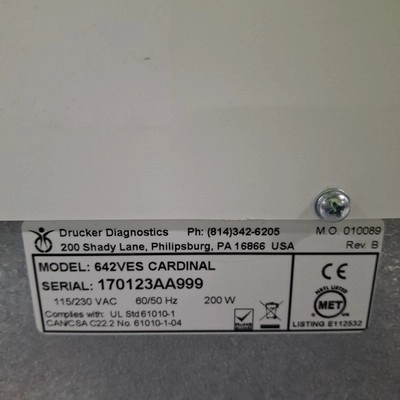 Drucker Diagnostics Ph: (814)342-6205 M.O. 010089
200 Shady Lane, Philipsburg, PA 16866 USA Rev. B
MODEL: 642VES CARDINAL
SERIAL: 170123AA999
115/230 VAC 60/50 Hz 200 W
Complies with: UL Std 61010-1
CAN/CSA C22.2 No. 61010-1-04
CE
MET
LISTING E112532